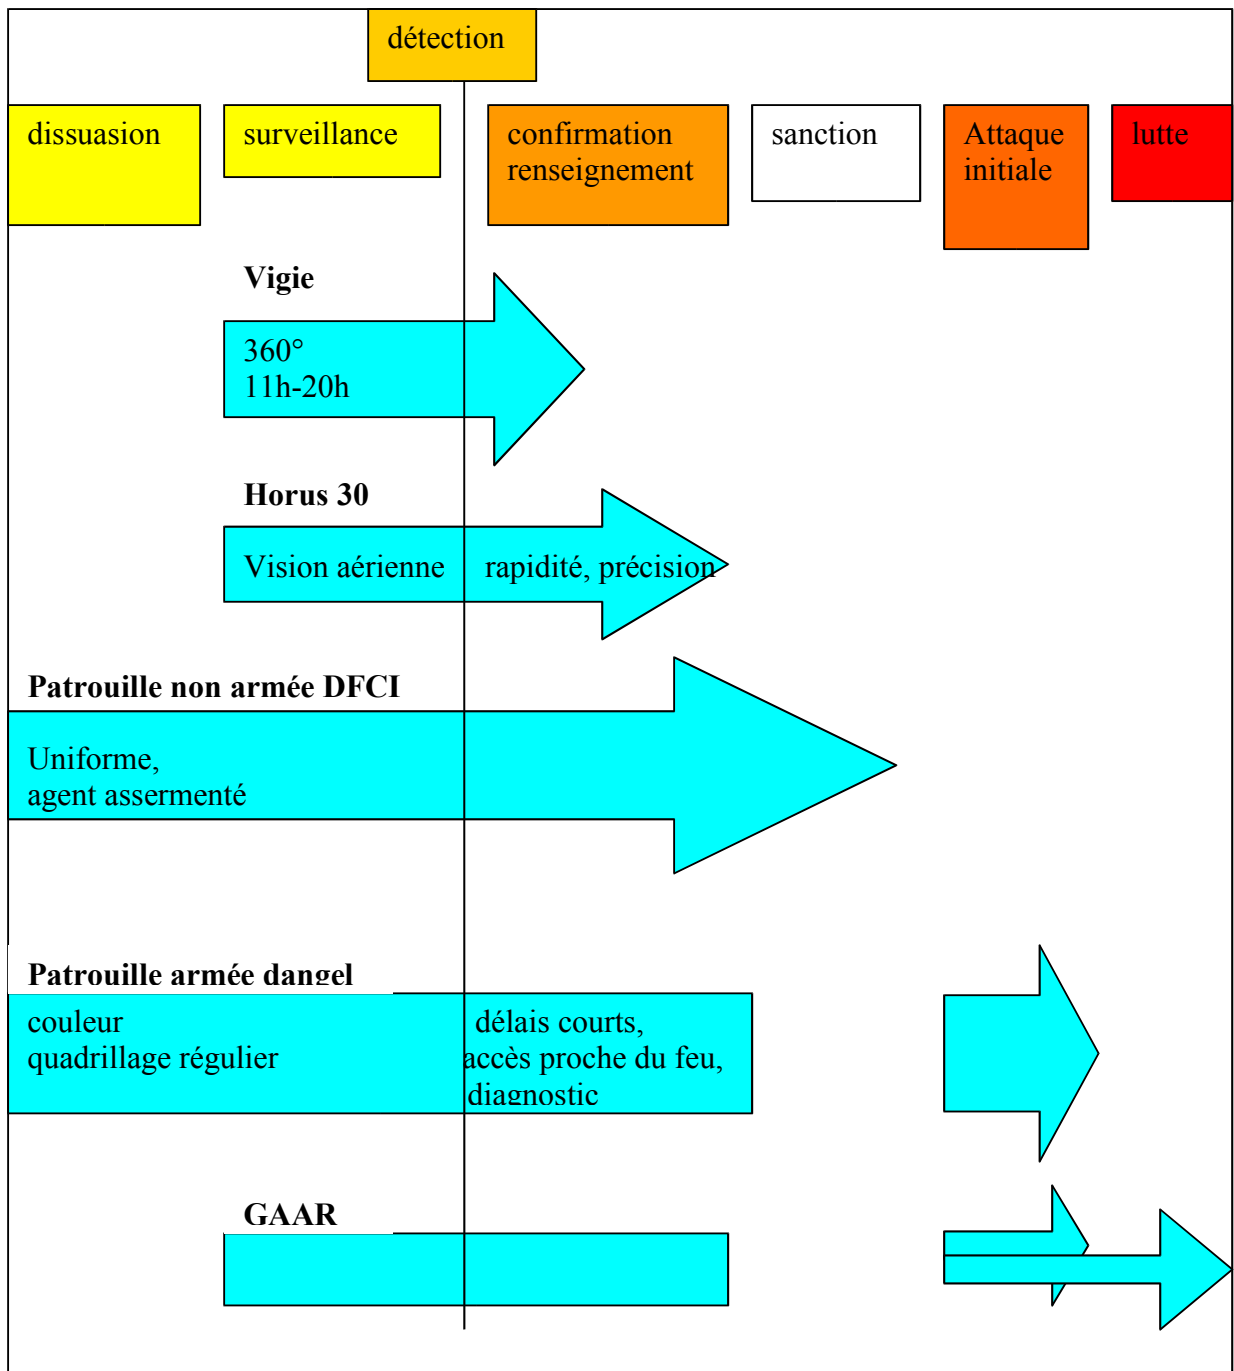 détection
dissuasion
surveillance
confirmation
renseignement
sanction
Attaque
initiale
lutte
Vigie
360°
11h-20h
Horus 30
Vision aérienne
rapidité, précision
Patrouille non armée DFCI
Uniforme,
agent assermenté
Patrouille armée dangel
couleur
quadrillage régulier
délais courts,
accès proche du feu,
diagnostic
GAAR